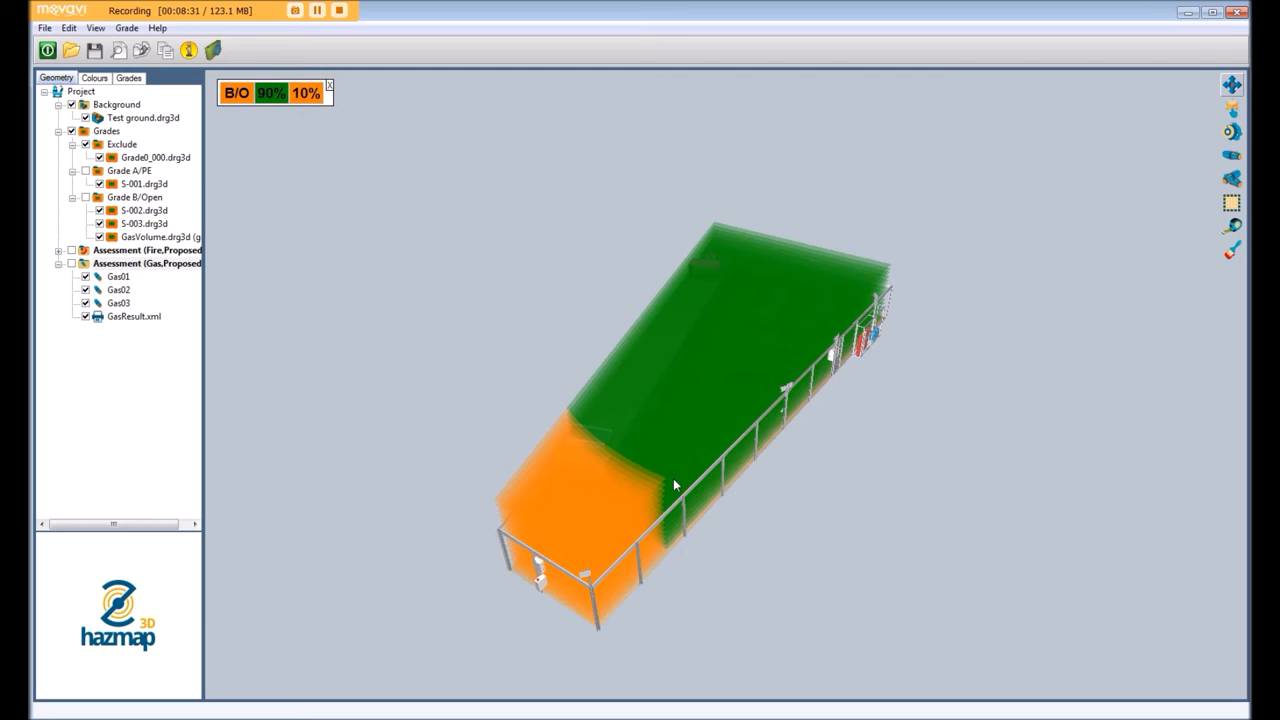 movavi Recording [00:08:31 / 123.1 MB]
File Edit View Grade Help
Geometry Colours Grades
Project
Background
Test ground.drg3d
Grades
Exclude
Grade0_000.drg3d
Grade A/PE
S-001.drg3d
Grade B/Open
S-002.drg3d
S-003.drg3d
GasVolume.drg3d (g
Assessment (Fire,Proposed
Assessment (Gas,Proposed
Gas01
Gas02
Gas03
GasResult.xml
B/O 90% 10% X
3D
hazmap